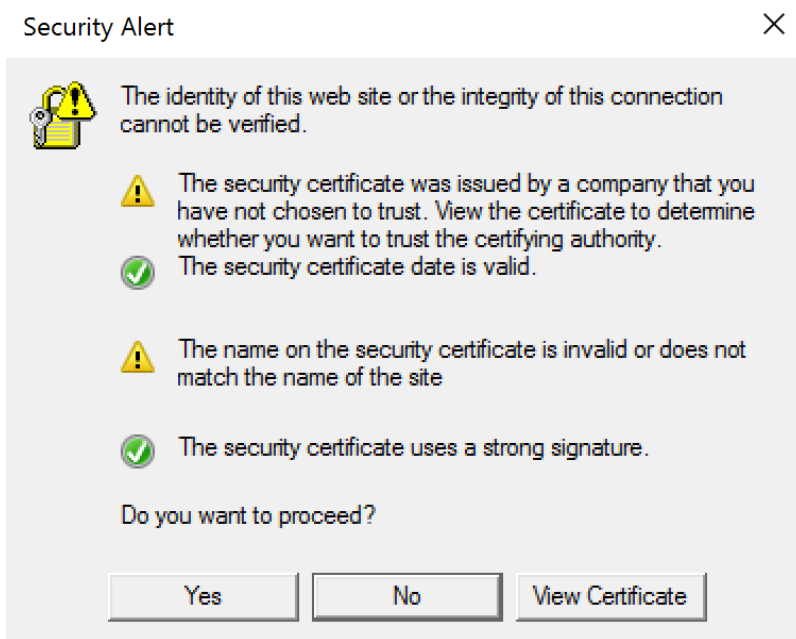 Security Alert
The identity of this web site or the integrity of this connection
cannot be verified.
The security certificate was issued by a company that you
have not chosen to trust. View the certificate to determine
whether you want to trust the certifying authority.
The security certificate date is valid.
The name on the security certificate is invalid or does not
match the name of the site
The security certificate uses a strong signature.
Do you want to proceed?
Yes
No
View Certificate